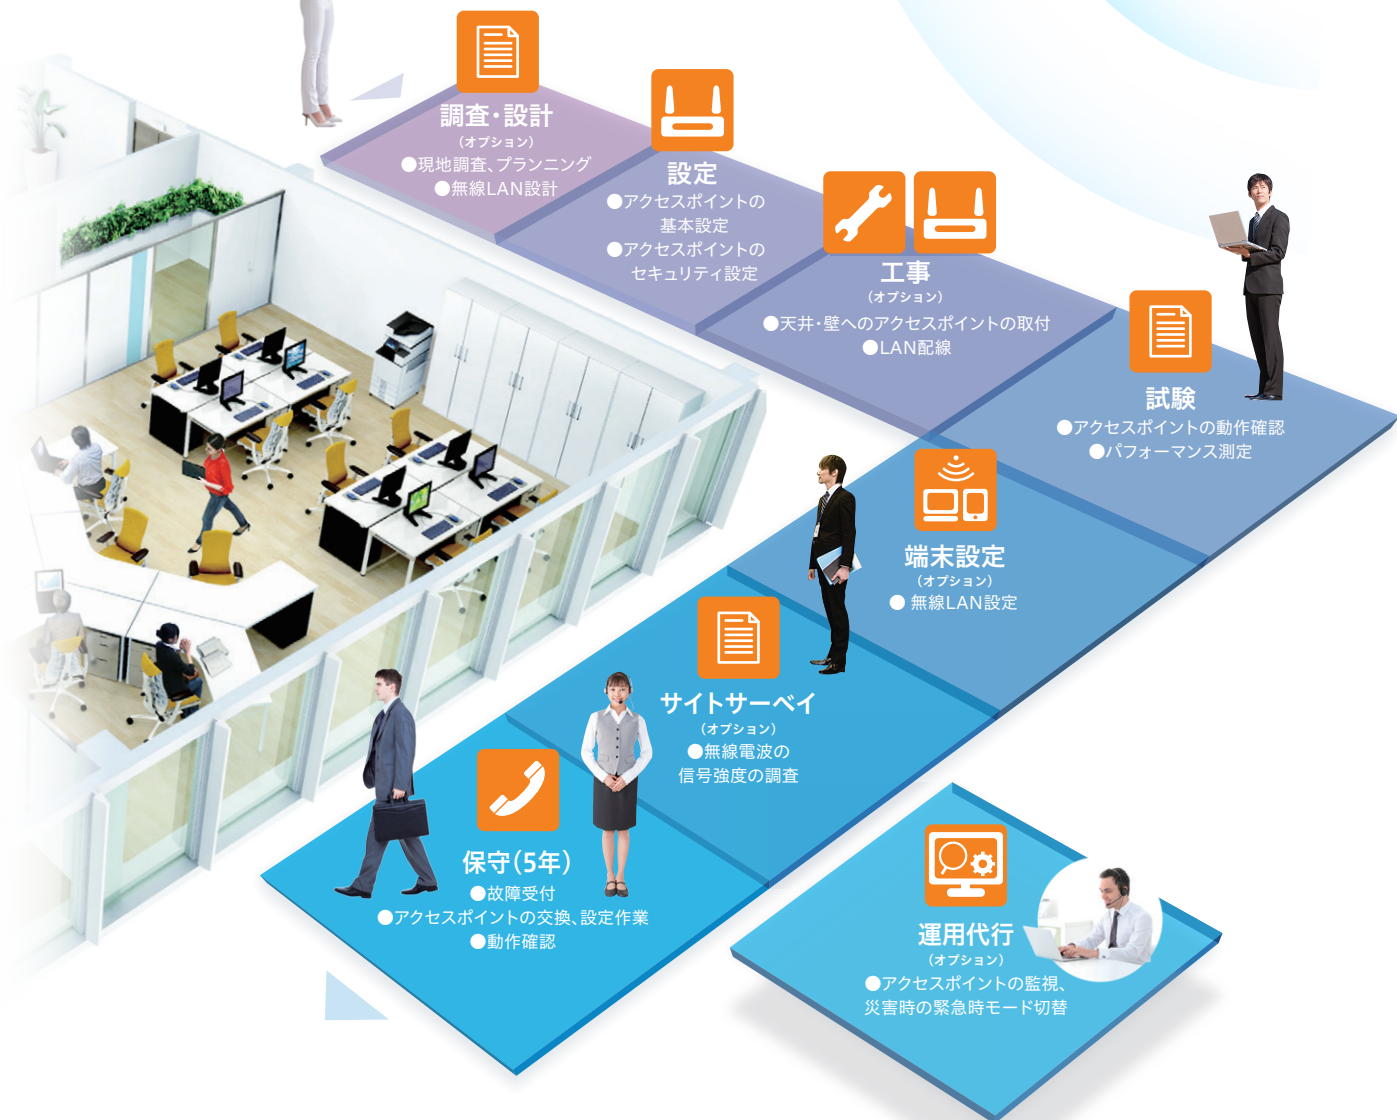 調査・設計
（オプション）
●現地調査、プランニング
●無線LAN設計
設定
●アクセスポイントの
基本設定
●アクセスポイントの
セキュリティ設定
工事
（オプション）
●天井・壁へのアクセスポイントの取付
●LAN配線
試験
●アクセスポイントの動作確認
●パフォーマンス測定
端末設定
（オプション）
● 無線LAN設定
サイトサーベイ
（オプション）
●無線電波の
信号強度の調査
保守（5年）
●故障受付
●アクセスポイントの交換、設定作業
●動作確認
運用代行
（オプション）
●アクセスポイントの監視、
災害時の緊急時モード切替